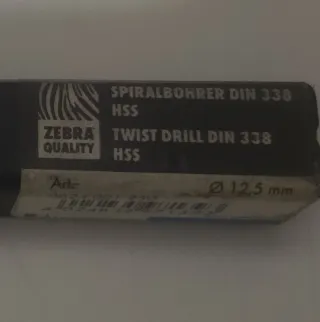 SPIRALBOHRER DIN 338
HSS
ZEBRA
QUALITY
TWIST DRILL DIN 338
HSS
Art.-
Ø 12,5 mm